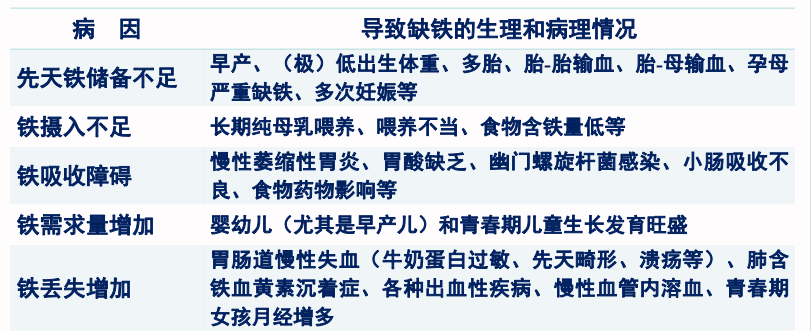 病 因
导致缺铁的生理和病理情况
先天铁储备不足
早产、（极）低出生体重、多胎、胎-胎输血、胎-母输血、孕母
严重缺铁、多次妊娠等
铁摄入不足
长期纯母乳喂养、喂养不当、食物含铁量低等
铁吸收障碍
慢性萎缩性胃炎、胃酸缺乏、幽门螺旋杆菌感染、小肠吸收不
良、食物药物影响等
铁需求量增加
婴幼儿（尤其是早产儿）和青春期儿童生长发育旺盛
铁丢失增加
胃肠道慢性失血（牛奶蛋白过敏、先天畸形、溃疡等）、肺含
铁血黄素沉着症、各种出血性疾病、慢性血管内溶血、青春期
女孩月经增多